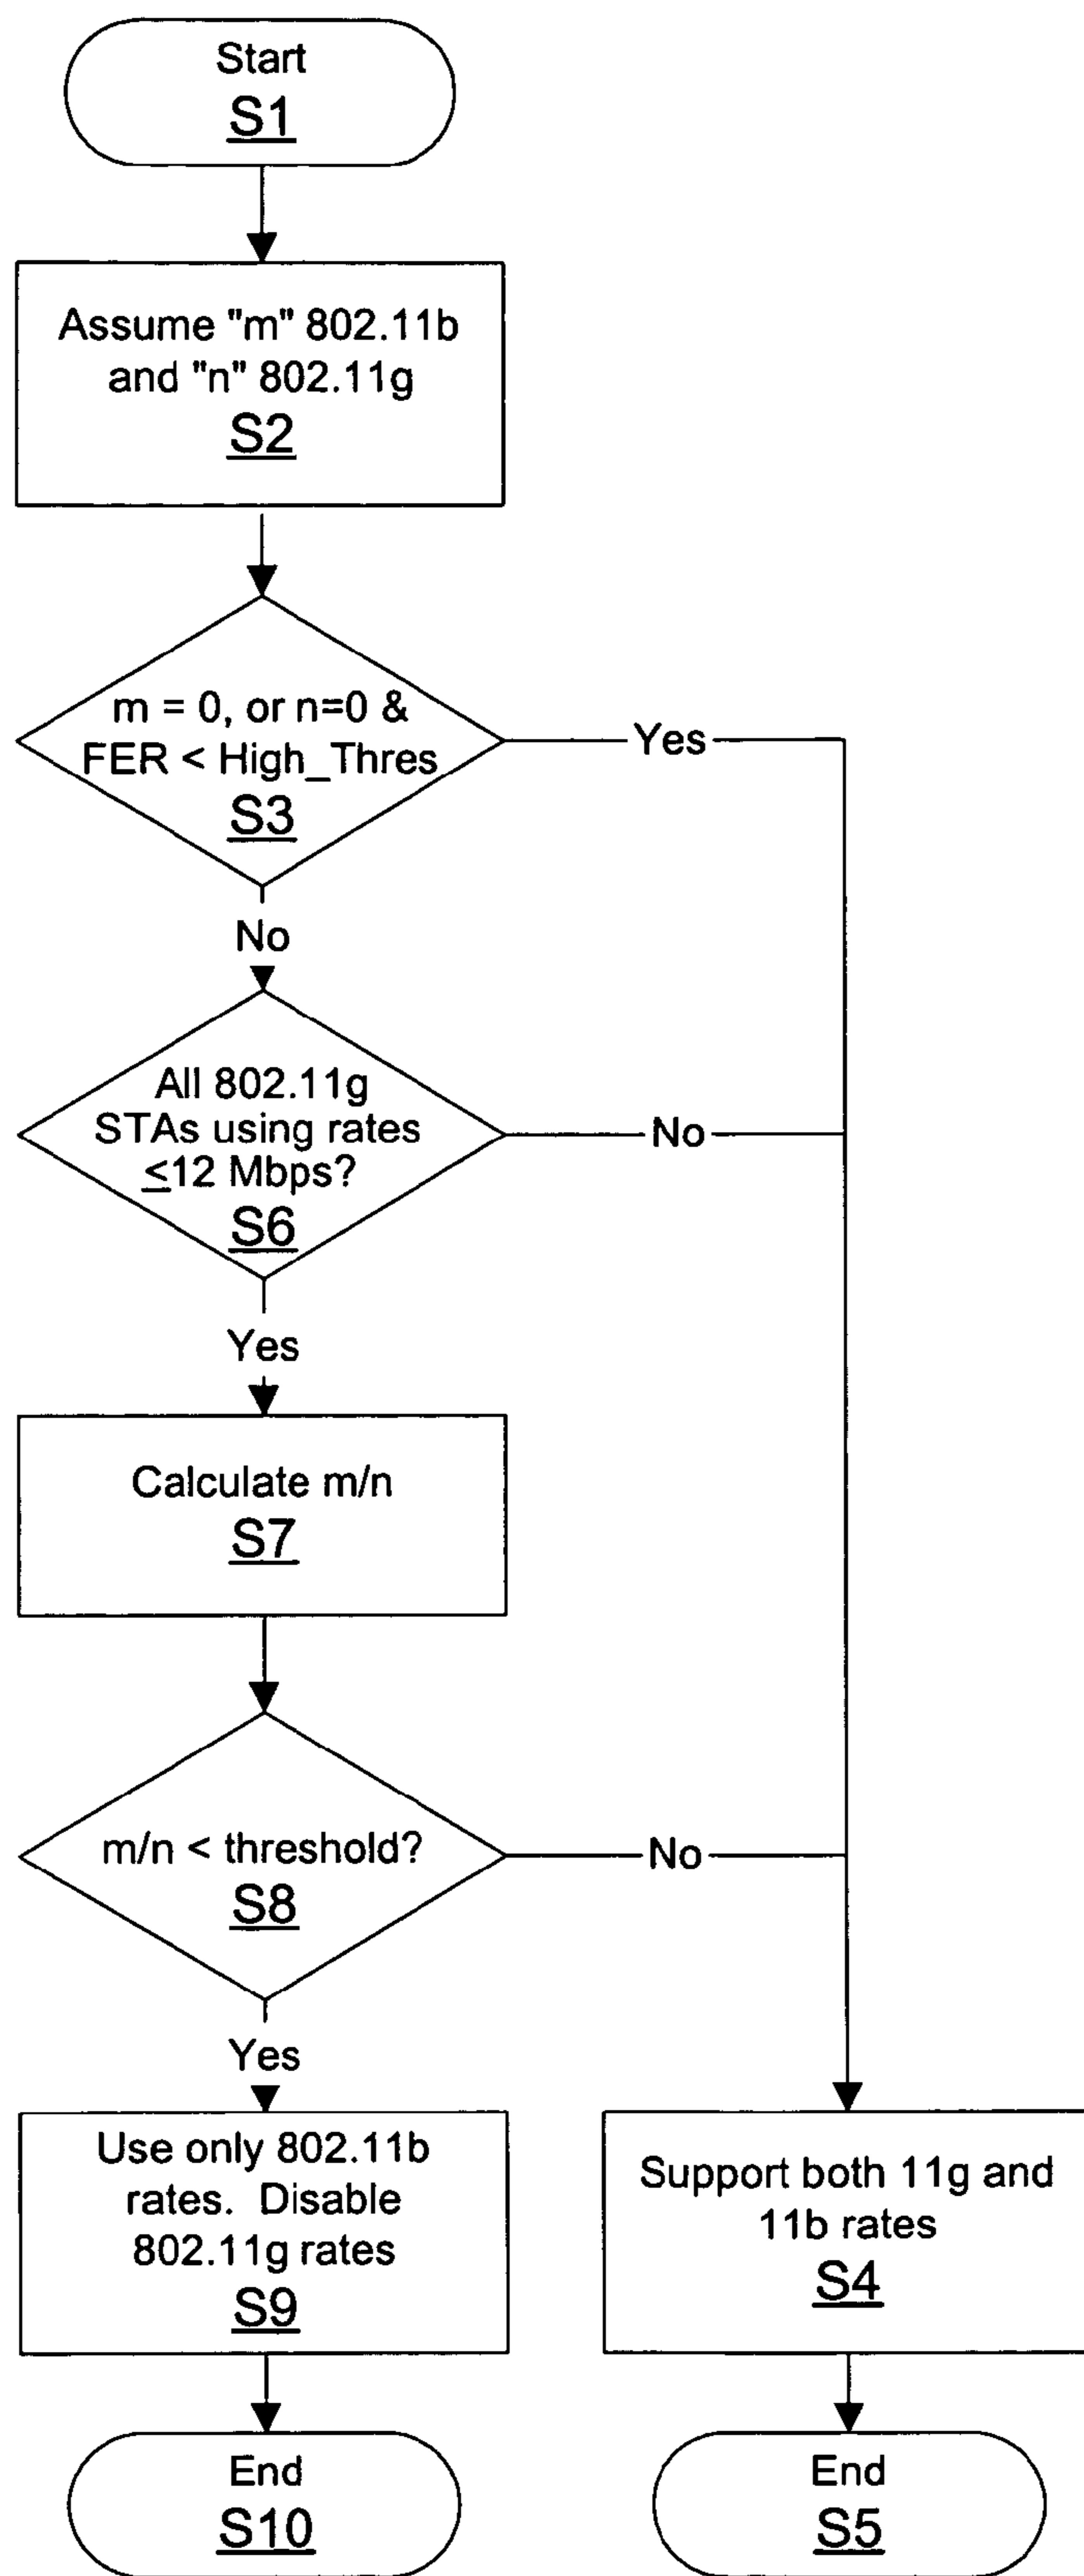 Start
S1
Assume "m" 802.11b
and "n" 802.11g
S2
m = 0, or n=0 &
FER < High_Thres
S3
Yes
No
All 802.11g
STAs using rates
≤12 Mbps?
S6
No
Yes
Calculate m/n
S7
m/n < threshold?
S8
No
Yes
Use only 802.11b
rates. Disable
802.11g rates
S9
Support both 11g and
11b rates
S4
End
S10
End
S5